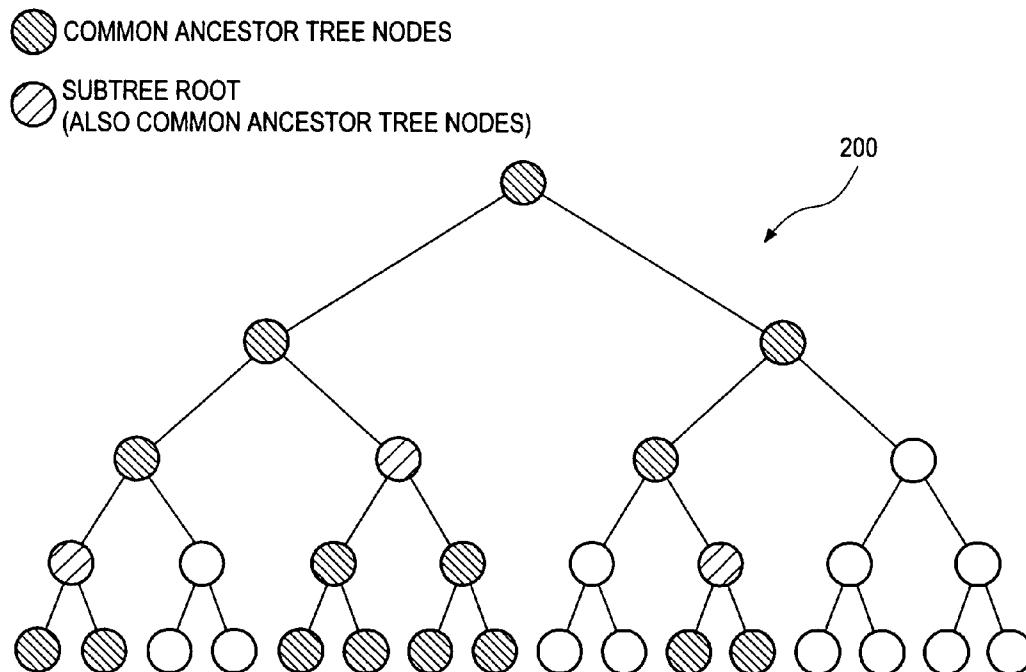 COMMON ANCESTOR TREE NODES
SUBTREE ROOT
(ALSO COMMON ANCESTOR TREE NODES)
200